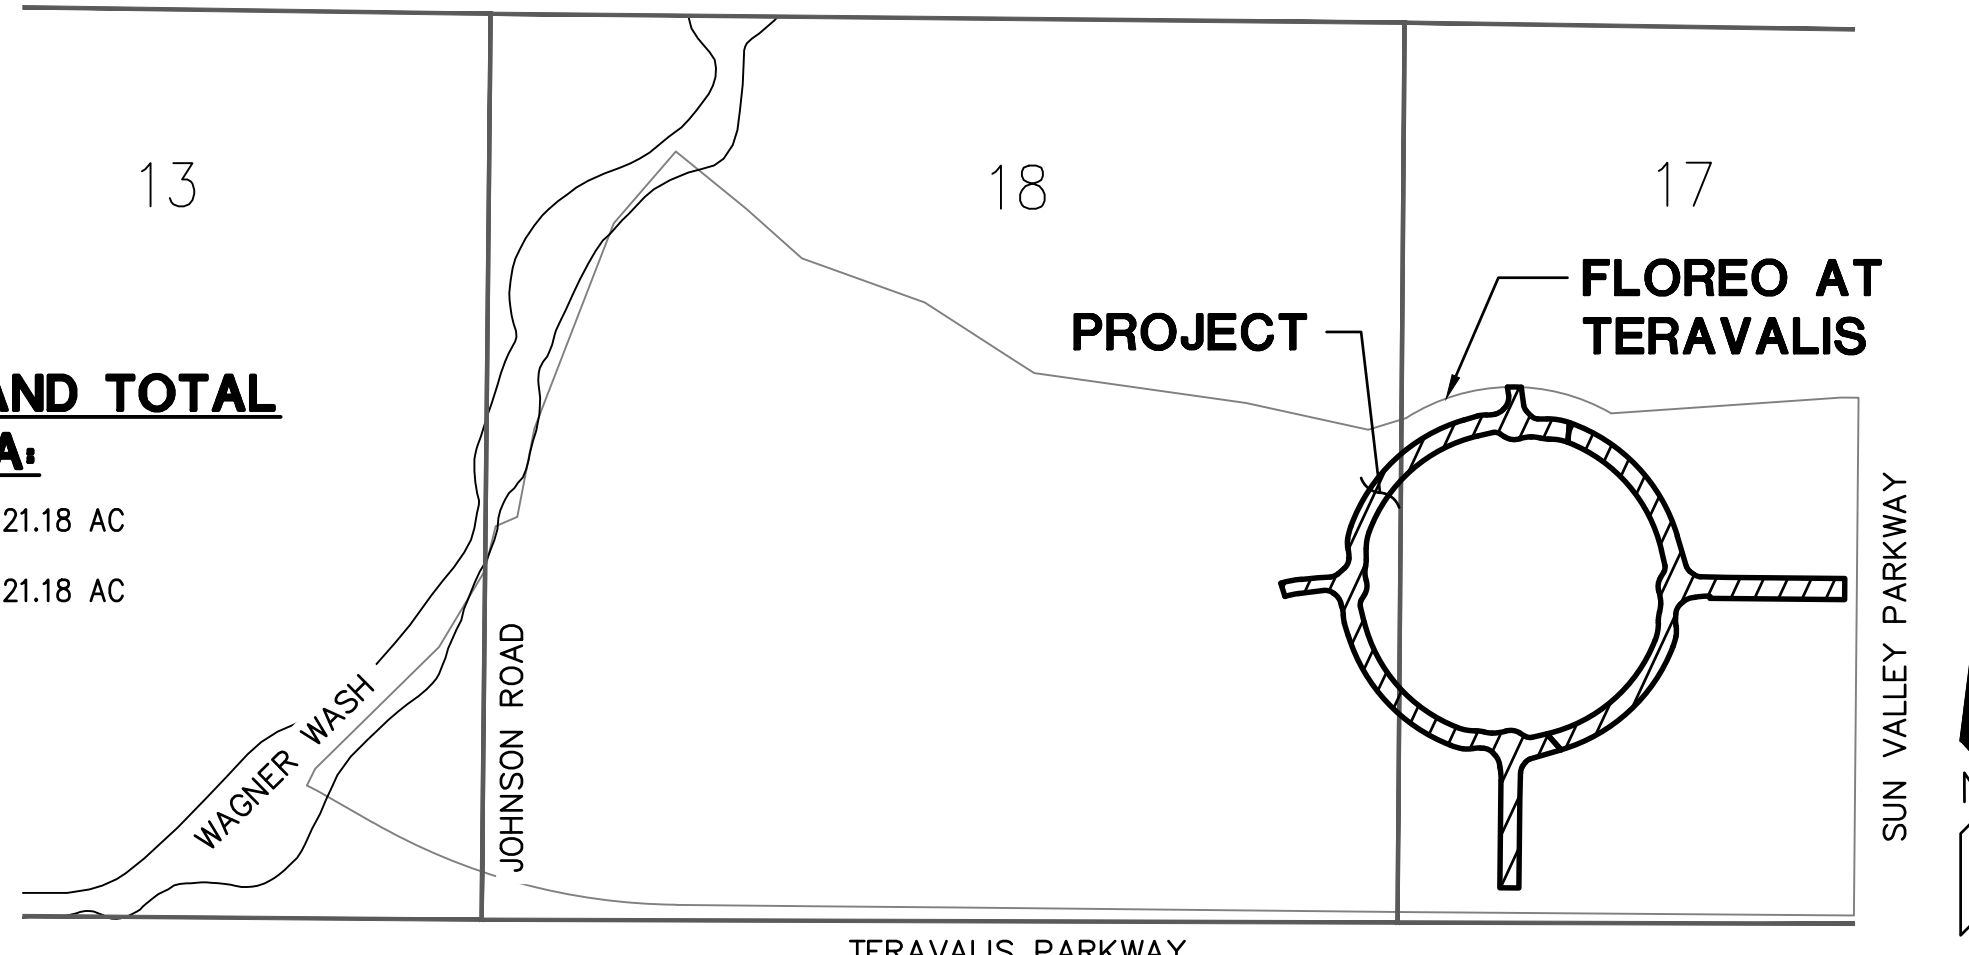 13
18
17
FLOREO AT
TERAVALIS
PROJECT
TOTAL
21.18 AC
21.18 AC
WAGNER WASH
JOHNSON ROAD
SUN VALLEY PARKWAY
TERAVALIS PARKWAY